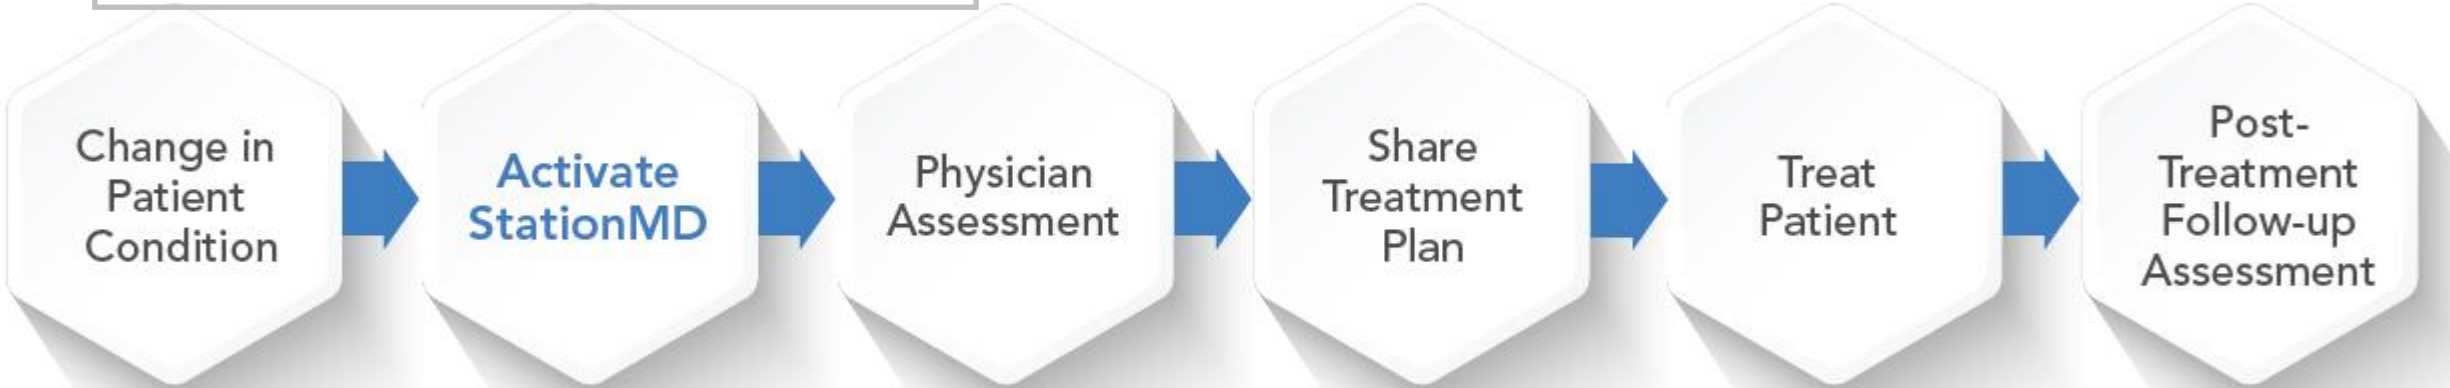 Change in
Patient
Condition
Activate
StationMD
Physician
Assessment
Share
Treatment
Plan
Treat
Patient
Post-
Treatment
Follow-up
Assessment